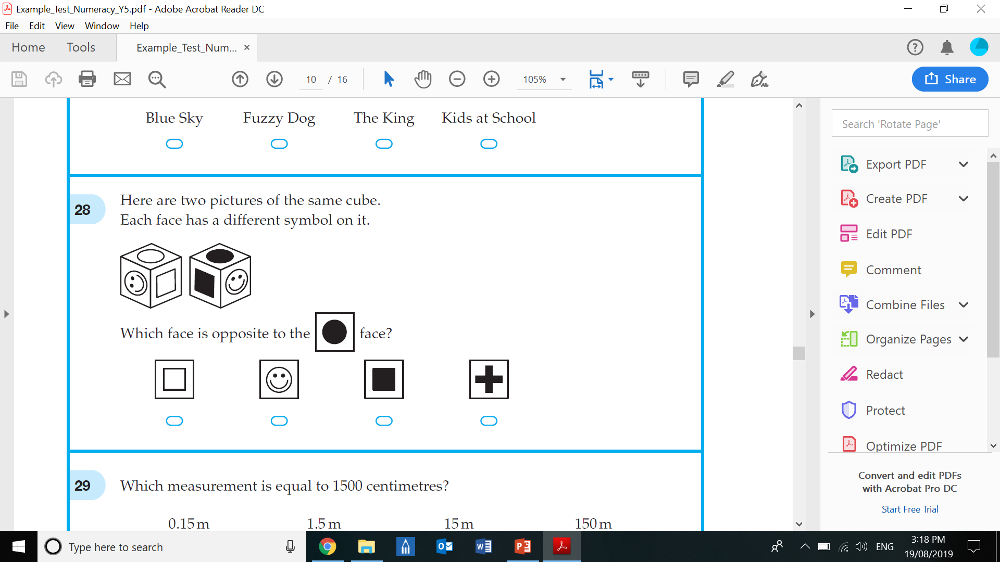 Example_Test_Numeracy_Y5.pdf - Adobe Acrobat Reader DC
File Edit View Window Help
Home Tools Example_Test_Num...
10 / 16 105% Share
Blue Sky Fuzzy Dog The King Kids at School
28
Here are two pictures of the same cube.
Each face has a different symbol on it.
Which face is opposite to the face?
29 Which measurement is equal to 1500 centimetres?
0.15 m 1.5 m 15 m 150 m
Search 'Rotate Page'
Export PDF
Create PDF
Edit PDF
Comment
Combine Files
Organize Pages
Redact
Protect
Optimize PDF
Convert and edit PDFs
with Acrobat Pro DC
Start Free Trial
Type here to search
ENG
3:18 PM
19/08/2019